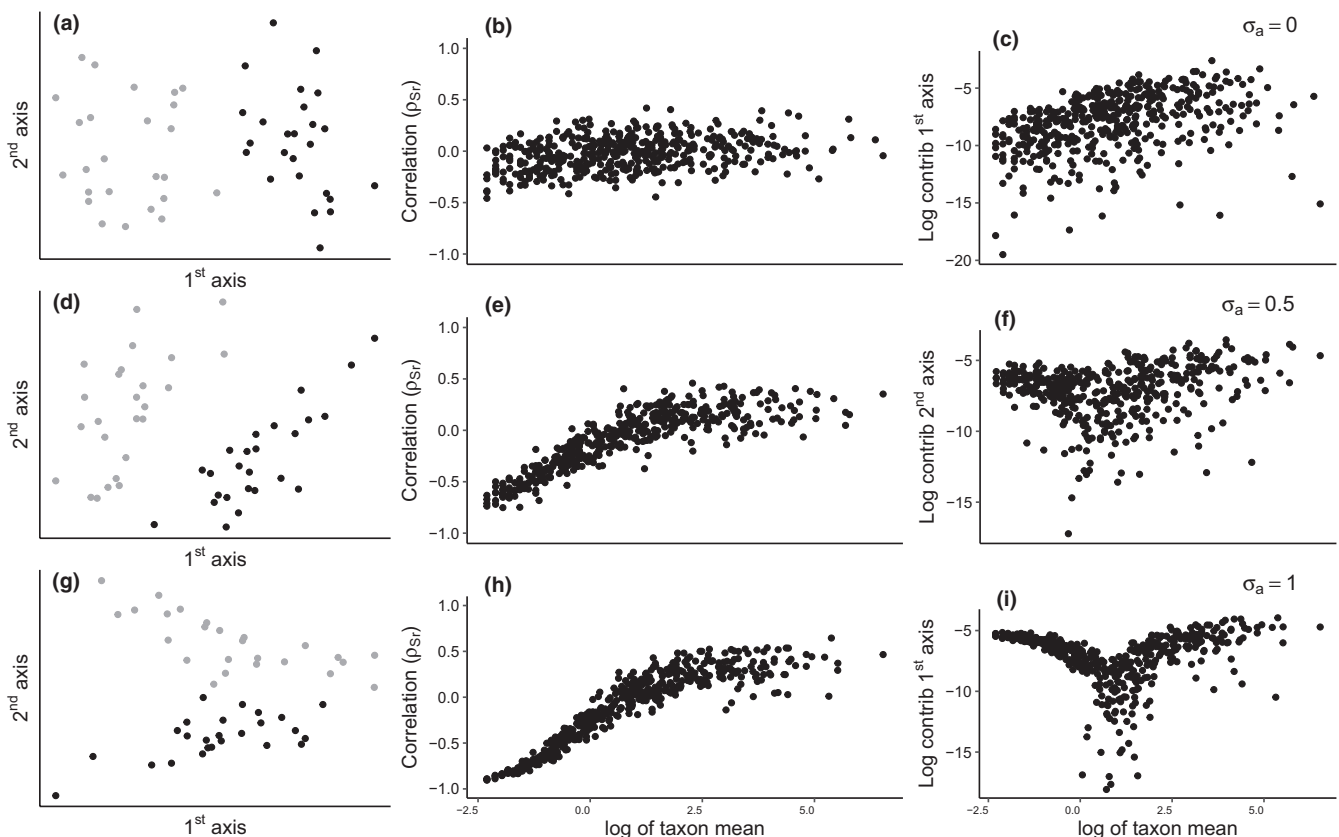 (a)
2nd axis
1st axis
(b)
Correlation (ρSr)
1.0
0.5
0.0
−0.5
−1.0
(c)
σa = 0
Log contrib 1st axis
−5
−10
−15
−20
(d)
2nd axis
1st axis
(e)
Correlation (ρSr)
1.0
0.5
0.0
−0.5
−1.0
(f)
σa = 0.5
Log contrib 2nd axis
−5
−10
−15
(g)
2nd axis
1st axis
(h)
Correlation (ρSr)
1.0
0.5
0.0
−0.5
−1.0
−2.5 0.0 2.5 5.0
log of taxon mean
(i)
σa = 1
Log contrib 1st axis
−5
−10
−15
−2.5 0.0 2.5 5.0
log of taxon mean